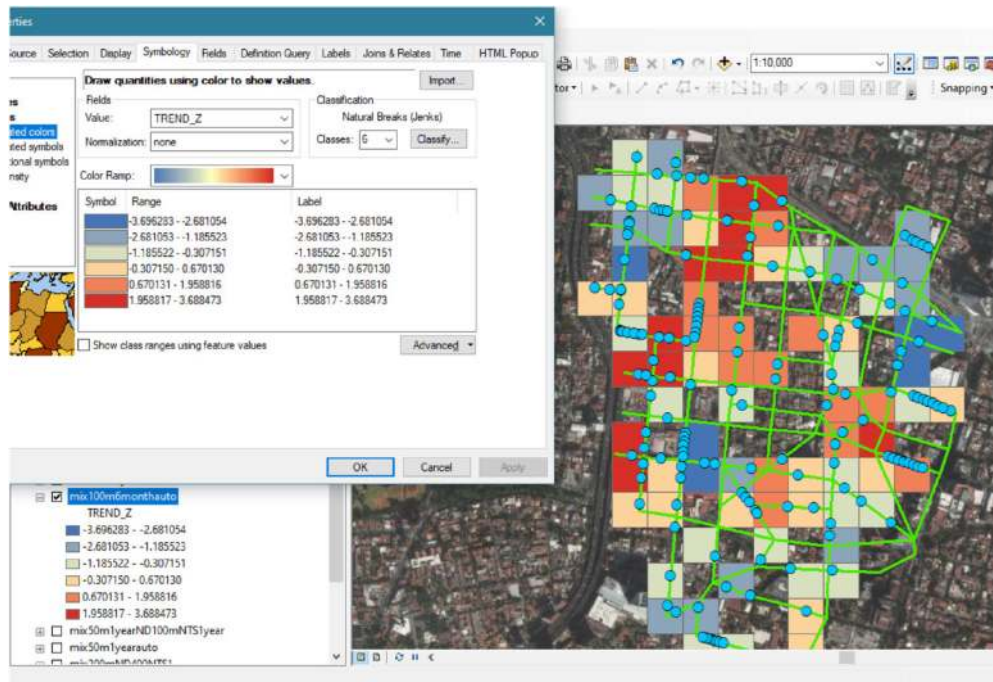 erties
Source Selection Display Symbology Fields Definition Query Labels Joins & Relates Time HTML Popup
Draw quantities using color to show values.
Import...
Fields
Value: TREND_Z
Normalization: none
Classification
Natural Breaks (Jenks)
Classes: 6
Classify...
Color Ramp:
Symbol Range Label
-3.696283 - -2.681054 -3.696283 - -2.681054
-2.681053 - -1.185523 -2.681053 - -1.185523
-1.185522 - -0.307151 -1.185522 - -0.307151
-0.307150 - 0.670130 -0.307150 - 0.670130
0.670131 - 1.958816 0.670131 - 1.958816
1.958817 - 3.688473 1.958817 - 3.688473
Show class ranges using feature values
Advanced
OK Cancel Apply
es
s
ated colors
ated symbols
tional symbols
nsity
Attributes
1:10,000
tor
Snapping
mix100m6monthauto
TREND_Z
-3.696283 - -2.681054
-2.681053 - -1.185523
-1.185522 - -0.307151
-0.307150 - 0.670130
0.670131 - 1.958816
1.958817 - 3.688473
mix50m1yearND100mNTS1year
mix50m1yearauto